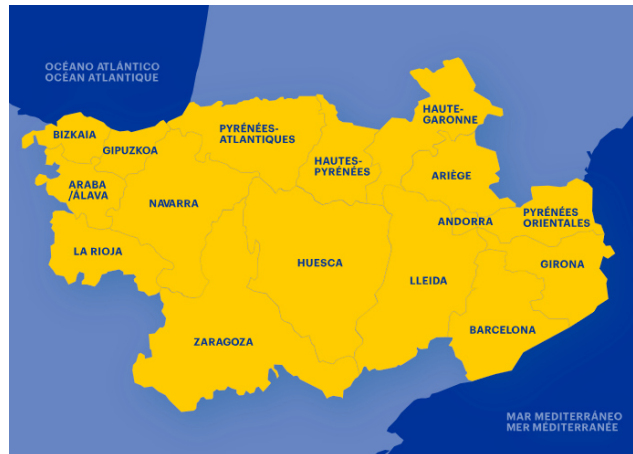 OCÉANO ATLÁNTICO
OCÉAN ATLANTIQUE
BIZKAIA
GIPUZKOA
PYRÉNÉES-
ATLANTIQUES
HAUTES-
PYRÉNÉES
HAUTE-
GARONNE
ARIÈGE
ARABA
/ÁLAVA
NAVARRA
ANDORRA
PYRÉNÉES
ORIENTALES
LA RIOJA
HUESCA
LLEIDA
GIRONA
ZARAGOZA
BARCELONA
MAR MEDITERRÁNEO
MER MÉDITERRANÉE